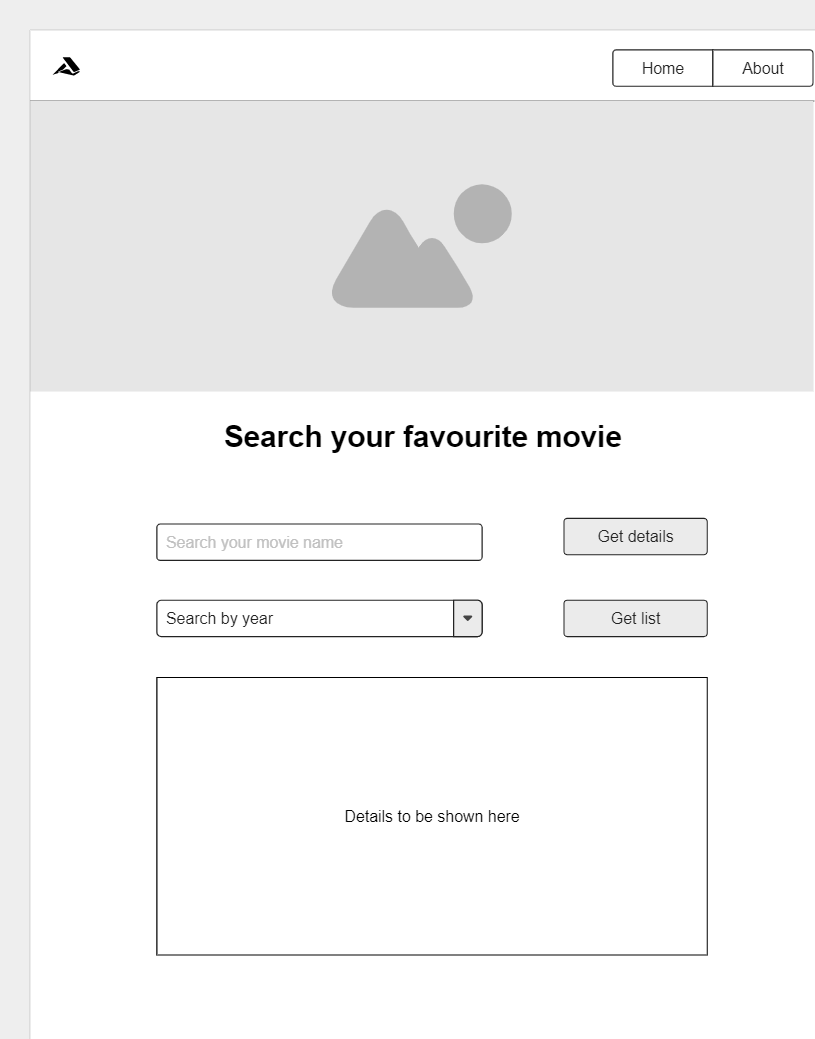 Home
About
Search your favourite movie
Search your movie name
Get details
Search by year
Get list
Details to be shown here